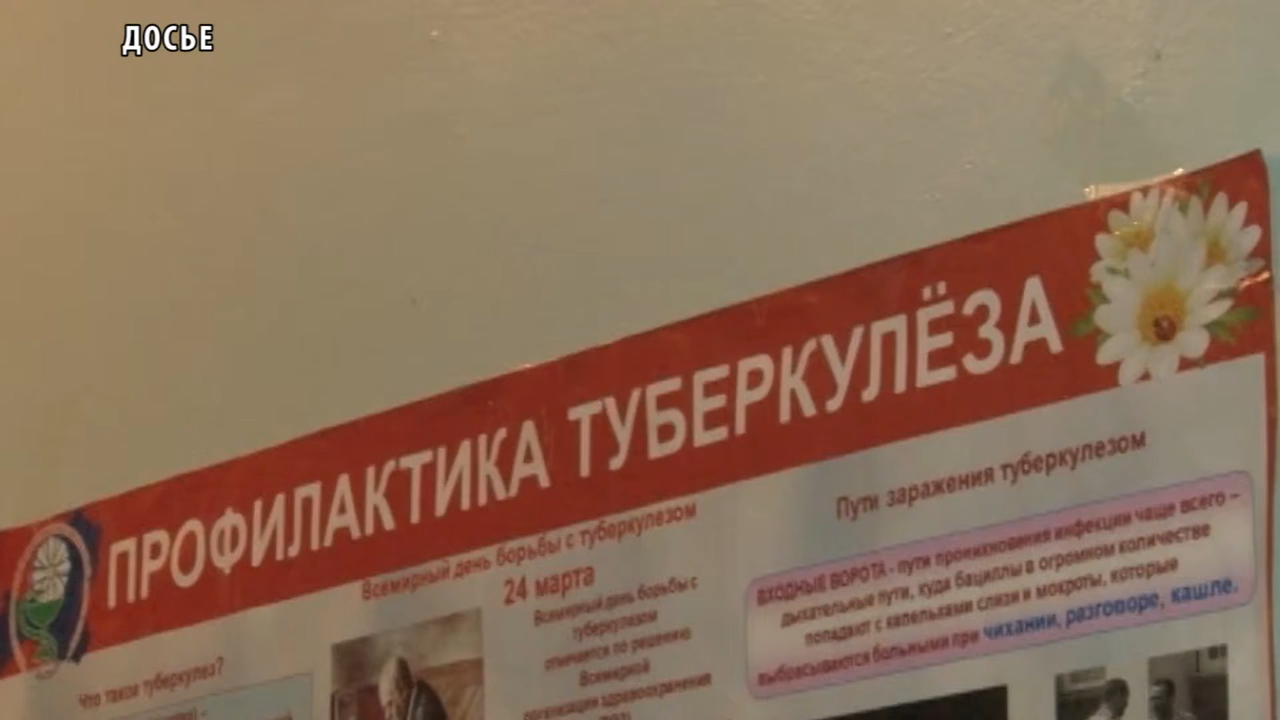 ДОСЬЕ
ПРОФИЛАКТИКА ТУБЕРКУЛЁЗА
Всемирный день борьбы с туберкулезом
24 марта
Всемирный день борьбы с
туберкулезом
отмечается по решению
Всемирной
организации здравоохранения
Что такое туберкулез?
Пути заражения туберкулезом
ВХОДНЫЕ ВОРОТА - пути проникновения инфекции чаще всего –
дыхательные пути, куда бациллы в огромном количестве
попадают с капельками слизи и мокроты, которые
выбрасываются больными при чихании, разговоре, кашле.